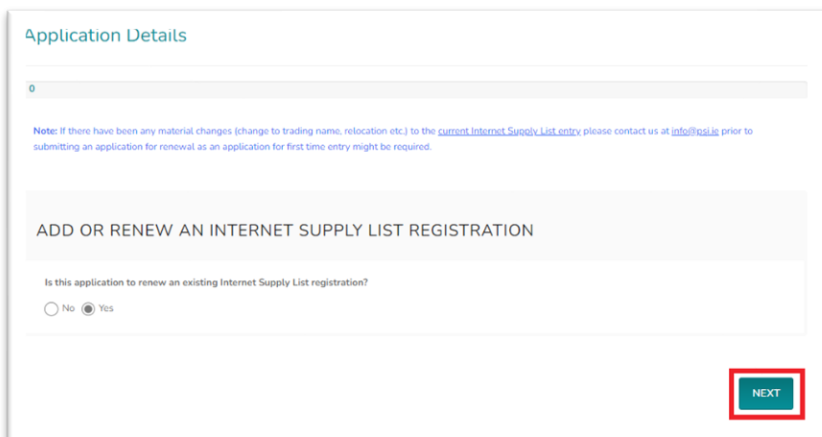 Application Details
0
Note: If there have been any material changes (change to trading name, relocation etc.) to the current Internet Supply List entry please contact us at info@psi.ie prior to
submitting an application for renewal as an application for first time entry might be required.
ADD OR RENEW AN INTERNET SUPPLY LIST REGISTRATION
Is this application to renew an existing Internet Supply List registration?
No Yes
NEXT